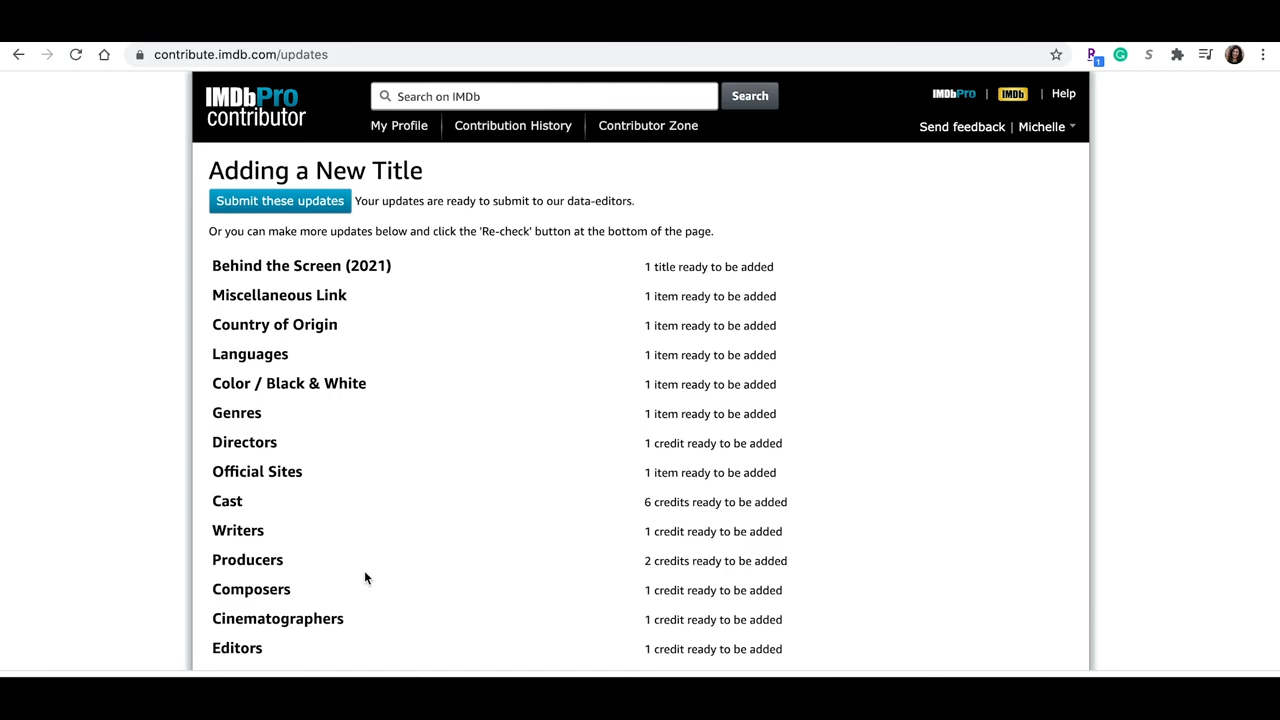 contribute.imdb.com/updates
1
IMDbPro
contributor
Search on IMDb
Search
IMDbPro | IMDb | Help
My Profile
Contribution History
Contributor Zone
Send feedback | Michelle
Adding a New Title
Submit these updates Your updates are ready to submit to our data-editors.
Or you can make more updates below and click the 'Re-check' button at the bottom of the page.
Behind the Screen (2021) 1 title ready to be added
Miscellaneous Link 1 item ready to be added
Country of Origin 1 item ready to be added
Languages 1 item ready to be added
Color / Black & White 1 item ready to be added
Genres 1 item ready to be added
Directors 1 credit ready to be added
Official Sites 1 item ready to be added
Cast 6 credits ready to be added
Writers 1 credit ready to be added
Producers 2 credits ready to be added
Composers 1 credit ready to be added
Cinematographers 1 credit ready to be added
Editors 1 credit ready to be added